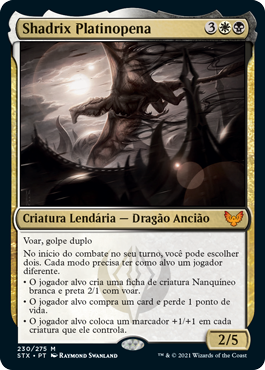 Shadrix Platinopena 3
Criatura Lendária — Dragão Ancião
Voar, golpe duplo
No início do combate no seu turno, você pode escolher
dois. Cada modo precisa ter como alvo um jogador
diferente.
• O jogador alvo cria uma ficha de criatura Nanquíneo
branca e preta 2/1 com voar.
• O jogador alvo compra um card e perde 1 ponto de
vida.
• O jogador alvo coloca um marcador +1/+1 em cada
criatura que ele controla.
2/5
230/275 M
STX • PT RAYMOND SWANLAND
™ & © 2021 Wizards of the Coast